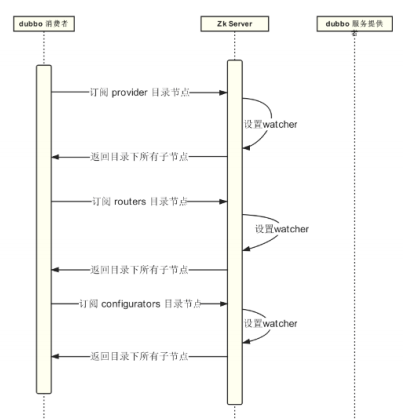 dubbo 消费者
Zk Server
dubbo 服务提供
者
订阅 provider 目录节点
设置watcher
返回目录下所有子节点
订阅 routers 目录节点
设置watcher
返回目录下所有子节点
订阅 configurators 目录节点
设置watcher
返回目录下所有子节点